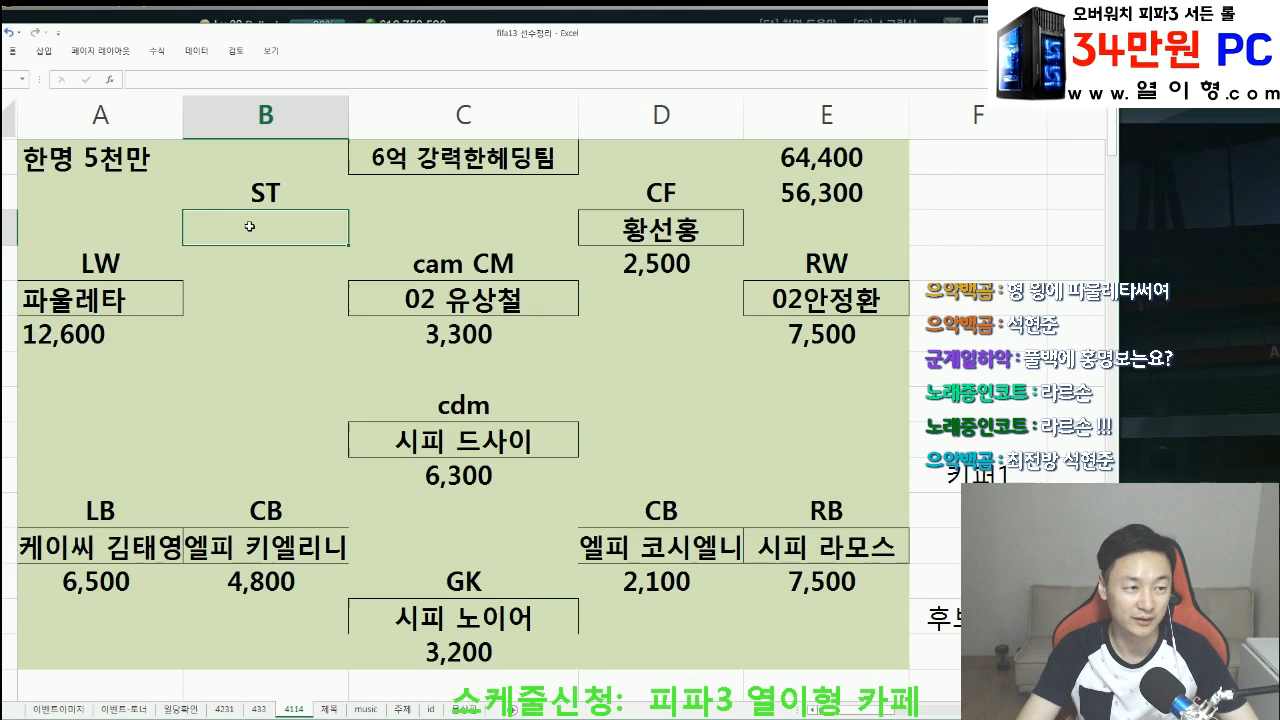 fifa13 선수정리 - Excel
삽입 페이지 레이아웃 수식 데이터 검토 보기
fx
오버워치 피파3 서든 롤
34만원 PC
www.열이형.com
A B C D E F
한명 5천만 6억 강력한헤딩팀 64,400
ST CF 56,300
황선홍
LW cam CM 2,500 RW
파울레타 02 유상철 02안정환
12,600 3,300 7,500
cdm
시피 드사이
6,300
LB CB CB RB
케이씨 김태영 엘피 키엘리니 엘피 코시엘니 시피 라모스
6,500 4,800 GK 2,100 7,500
시피 노이어
3,200
으악백곰 : 형 윙에 파울레타써여
으악백곰 : 석현준
군계일하악 : 풀백에 홍명보는요?
노래중인코트 : 라르손
노래중인코트 : 라르손 !!!
으악백곰 : 최전방 석현준
키퍼1
이벤트이미지 이벤트포너 일당확인 4231 433 4114 제목 music 주제 id
스케줄신청: 피파3 열이형 카페